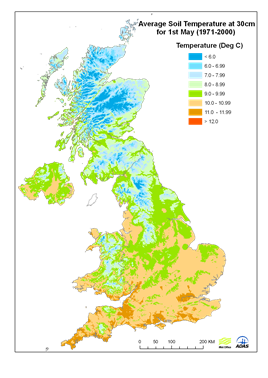 Average Soil Temperature at 30cm
for 1st May (1971-2000)
Temperature (Deg C)
< 6.0
6.0 - 6.99
7.0 - 7.99
8.0 - 8.99
9.0 - 9.99
10.0 - 10.99
11.0 - 11.99
> 12.0
0 50 100 200 KM
Met Office
ADAS